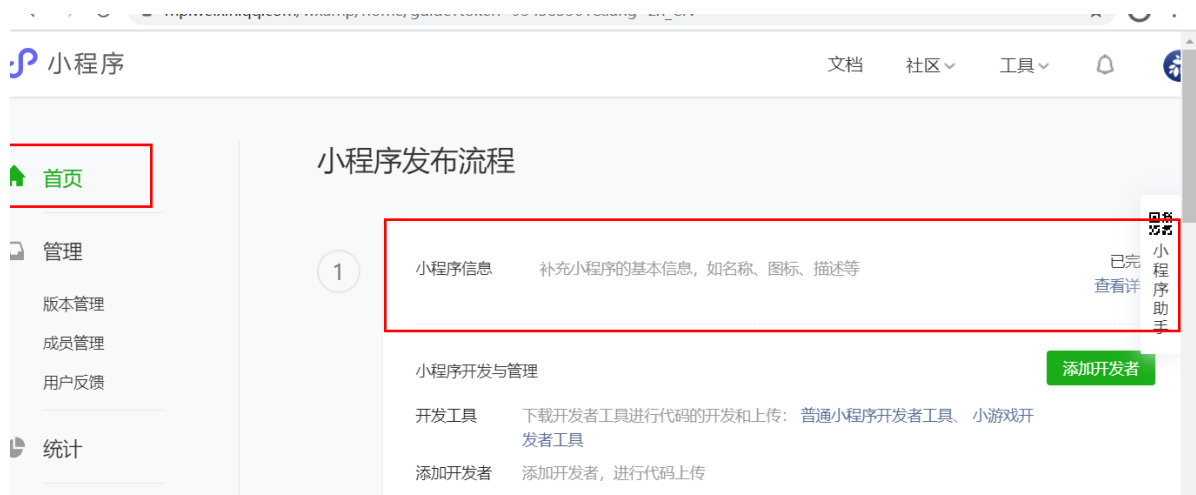 小程序
文档
社区
工具
首页
小程序发布流程
管理
1
小程序信息
补充小程序的基本信息，如名称、图标、描述等
已完
查看详
小程序助手
版本管理
成员管理
用户反馈
小程序开发与管理
添加开发者
开发工具
下载开发者工具进行代码的开发和上传：普通小程序开发者工具、小游戏开
发者工具
统计
添加开发者
添加开发者，进行代码上传